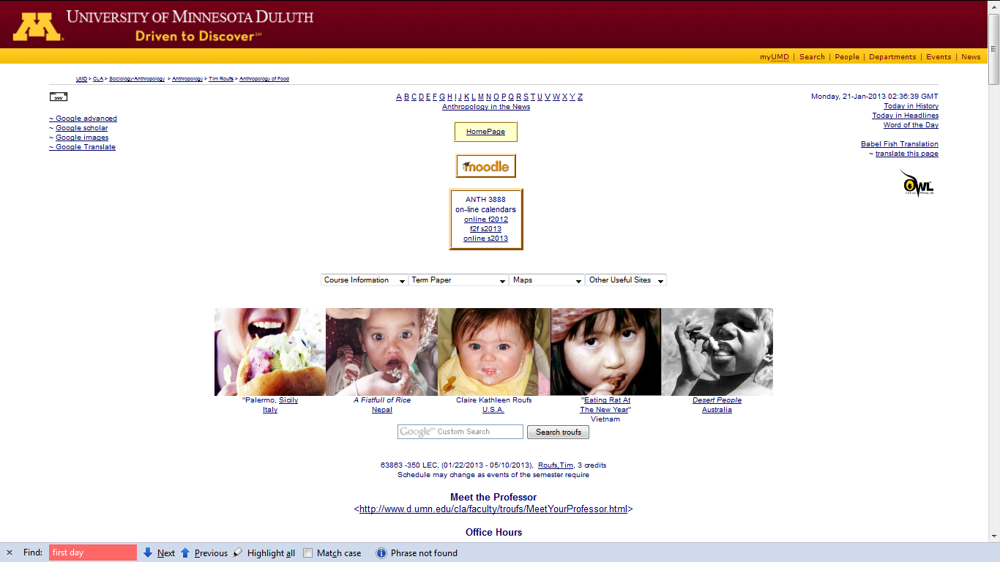 UNIVERSITY OF MINNESOTA DULUTH
Driven to Discover℠
myUMD | Search | People | Departments | Events | News
UMD > CLA > Sociology-Anthropology > Anthropology > Tim Roufs > Anthropology of Food
A B C D E F G H I J K L M N O P Q R S T U V W X Y Z
Anthropology in the News
Monday, 21-Jan-2013 02:36:39 GMT
Today in History
Today in Headlines
Word of the Day
Babel Fish Translation
~ translate this page
OWL
~ Google advanced
~ Google scholar
~ Google images
~ Google Translate
HomePage
moodle
ANTH 3888
on-line calendars
online f2012
f2f s2013
online s2013
Course Information
Term Paper
Maps
Other Useful Sites
"Palermo, Sicily
Italy
A Fistfull of Rice
Nepal
Claire Kathleen Roufs
U.S.A.
"Eating Rat At
The New Year"
Vietnam
Desert People
Australia
Google™ Custom Search
Search troufs
63863 -350 LEC, (01/22/2013 - 05/10/2013), Roufs,Tim, 3 credits
Schedule may change as events of the semester require
Meet the Professor
<http://www.d.umn.edu/cla/faculty/troufs/MeetYourProfessor.html>
Office Hours
Find: first day Next Previous Highlight all Match case Phrase not found